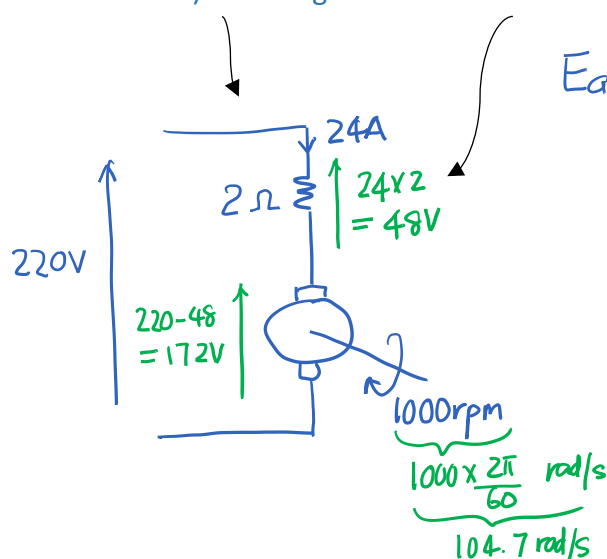 Ea
24A
2Ω
24×2
= 48V
220V
220-48
= 172V
1000rpm
1000 × 2π/60 rad/s
104.7 rad/s